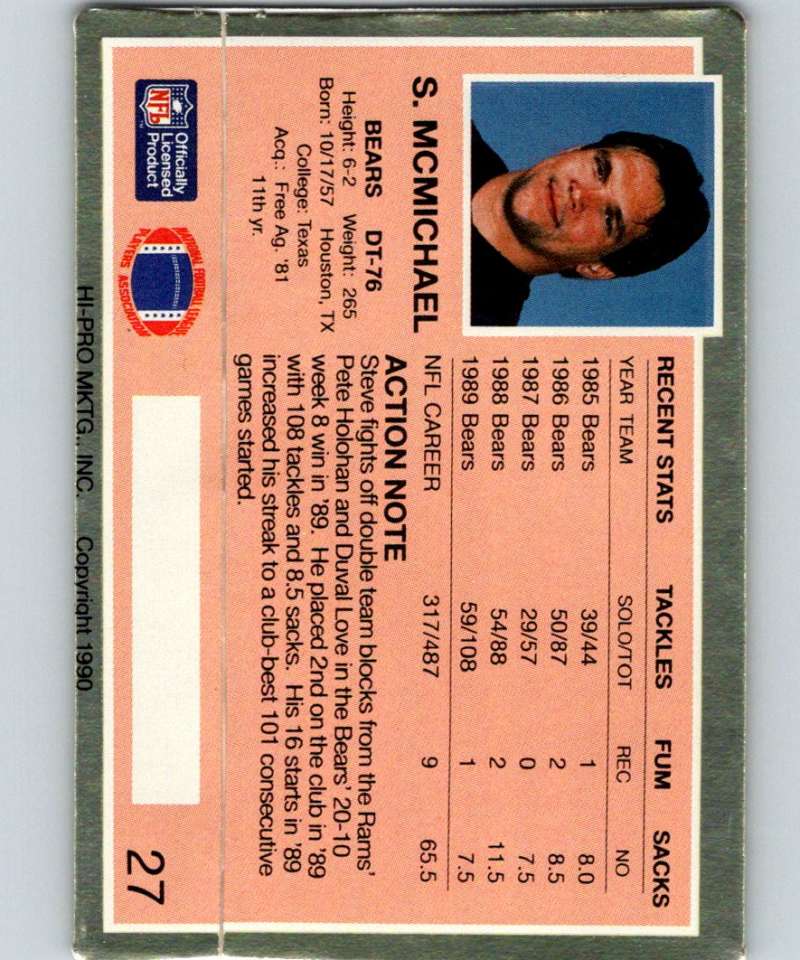 S. MCMICHAEL
BEARS DT-76
Height: 6-2 Weight: 265
Born: 10/17/57 Houston, TX
College: Texas
Acq.: Free Ag. '81
11th yr.
RECENT STATS TACKLES FUM SACKS
YEAR TEAM SOLO/TOT REC NO
1985 Bears 39/44 1 8.0
1986 Bears 50/87 2 8.5
1987 Bears 29/57 0 7.5
1988 Bears 54/88 2 11.5
1989 Bears 59/108 1 7.5
NFL CAREER 317/487 9 65.5
ACTION NOTE
Steve fights off double team blocks from the Rams'
Pete Holohan and Duval Love in the Bears' 20-10
week 8 win in '89. He placed 2nd on the club in '89
with 108 tackles and 8.5 sacks. His 16 starts in '89
increased his streak to a club-best 101 consecutive
games started.
NFL
Officially
Licensed
Product
NATIONAL FOOTBALL LEAGUE
PLAYERS ASSOCIATION
27
HI-PRO MKTG., INC. Copyright 1990